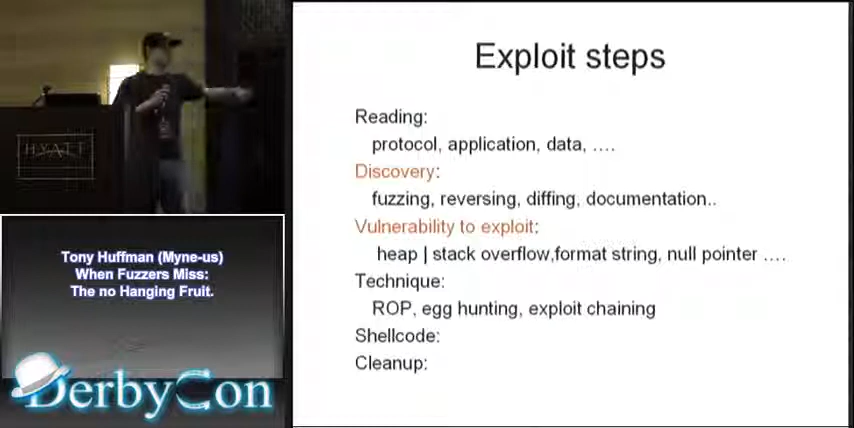 Exploit steps
Reading:
protocol, application, data, ....
Discovery:
fuzzing, reversing, diffing, documentation..
Vulnerability to exploit:
heap | stack overflow,format string, null pointer ....
Technique:
ROP, egg hunting, exploit chaining
Shellcode:
Cleanup:
HYATT
Tony Huffman (Myne-us)
When Fuzzers Miss:
The no Hanging Fruit.
DerbyCon